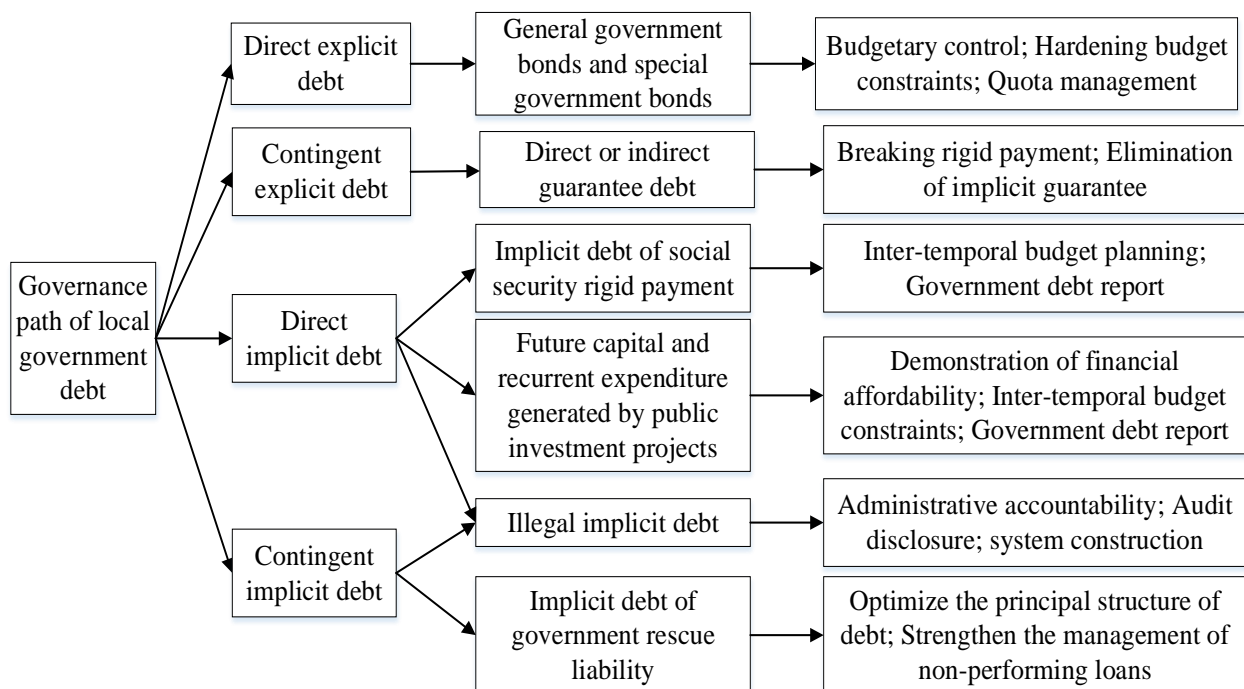 Governance
path of local
government
debt
Direct explicit
debt
General government
bonds and special
government bonds
Budgetary control; Hardening budget
constraints; Quota management
Contingent
explicit debt
Direct or indirect
guarantee debt
Breaking rigid payment; Elimination
of implicit guarantee
Direct
implicit debt
Implicit debt of social
security rigid payment
Inter-temporal budget planning;
Government debt report
Future capital and
recurrent expenditure
generated by public
investment projects
Demonstration of financial
affordability; Inter-temporal budget
constraints; Government debt report
Contingent
implicit debt
Illegal implicit debt
Administrative accountability; Audit
disclosure; system construction
Implicit debt of
government rescue
liability
Optimize the principal structure of
debt; Strengthen the management of
non-performing loans